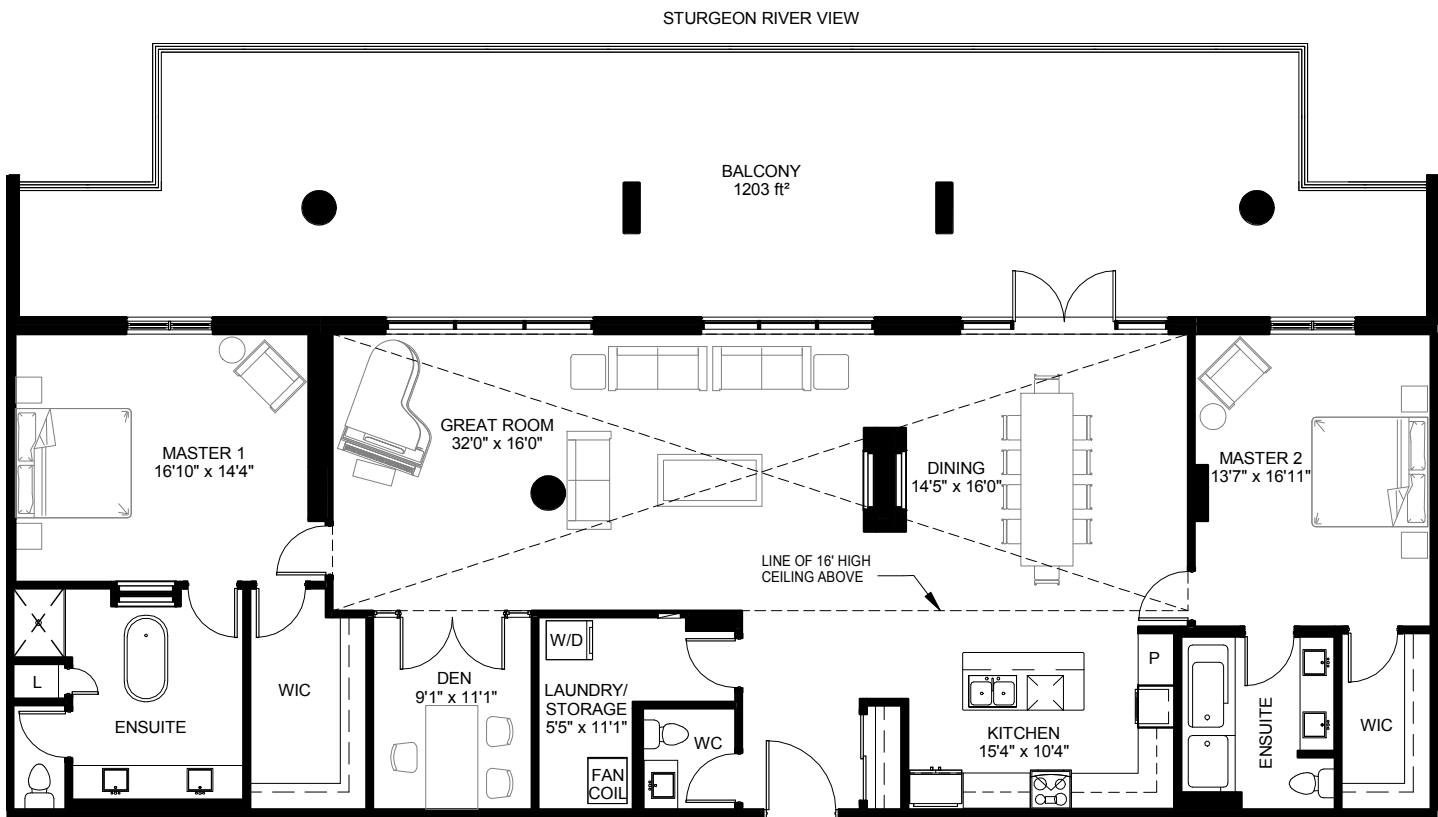 STURGEON RIVER VIEW
BALCONY
1203 ft²
GREAT ROOM
32'0" x 16'0"
MASTER 1
16'10" x 14'4"
DINING
14'5" x 16'0"
MASTER 2
13'7" x 16'11"
LINE OF 16' HIGH
CEILING ABOVE
W/D
P
L
DEN
9'1" x 11'1"
LAUNDRY/
STORAGE
5'5" x 11'1"
WIC
ENSUITE
WC
KITCHEN
15'4" x 10'4"
ENSUITE
WIC
FAN
COIL